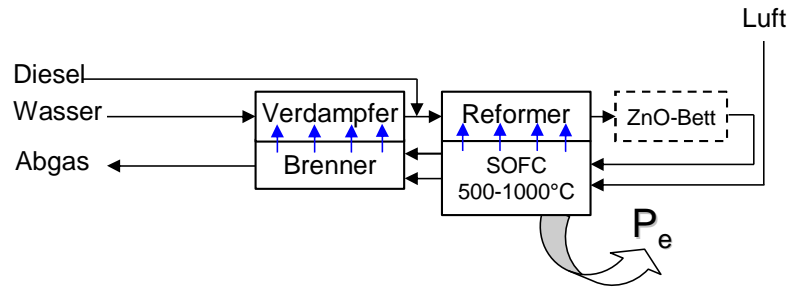 Luft
Diesel
Wasser
Verdampfer
Reformer
ZnO-Bett
Abgas
Brenner
SOFC
500-1000°C
Pe